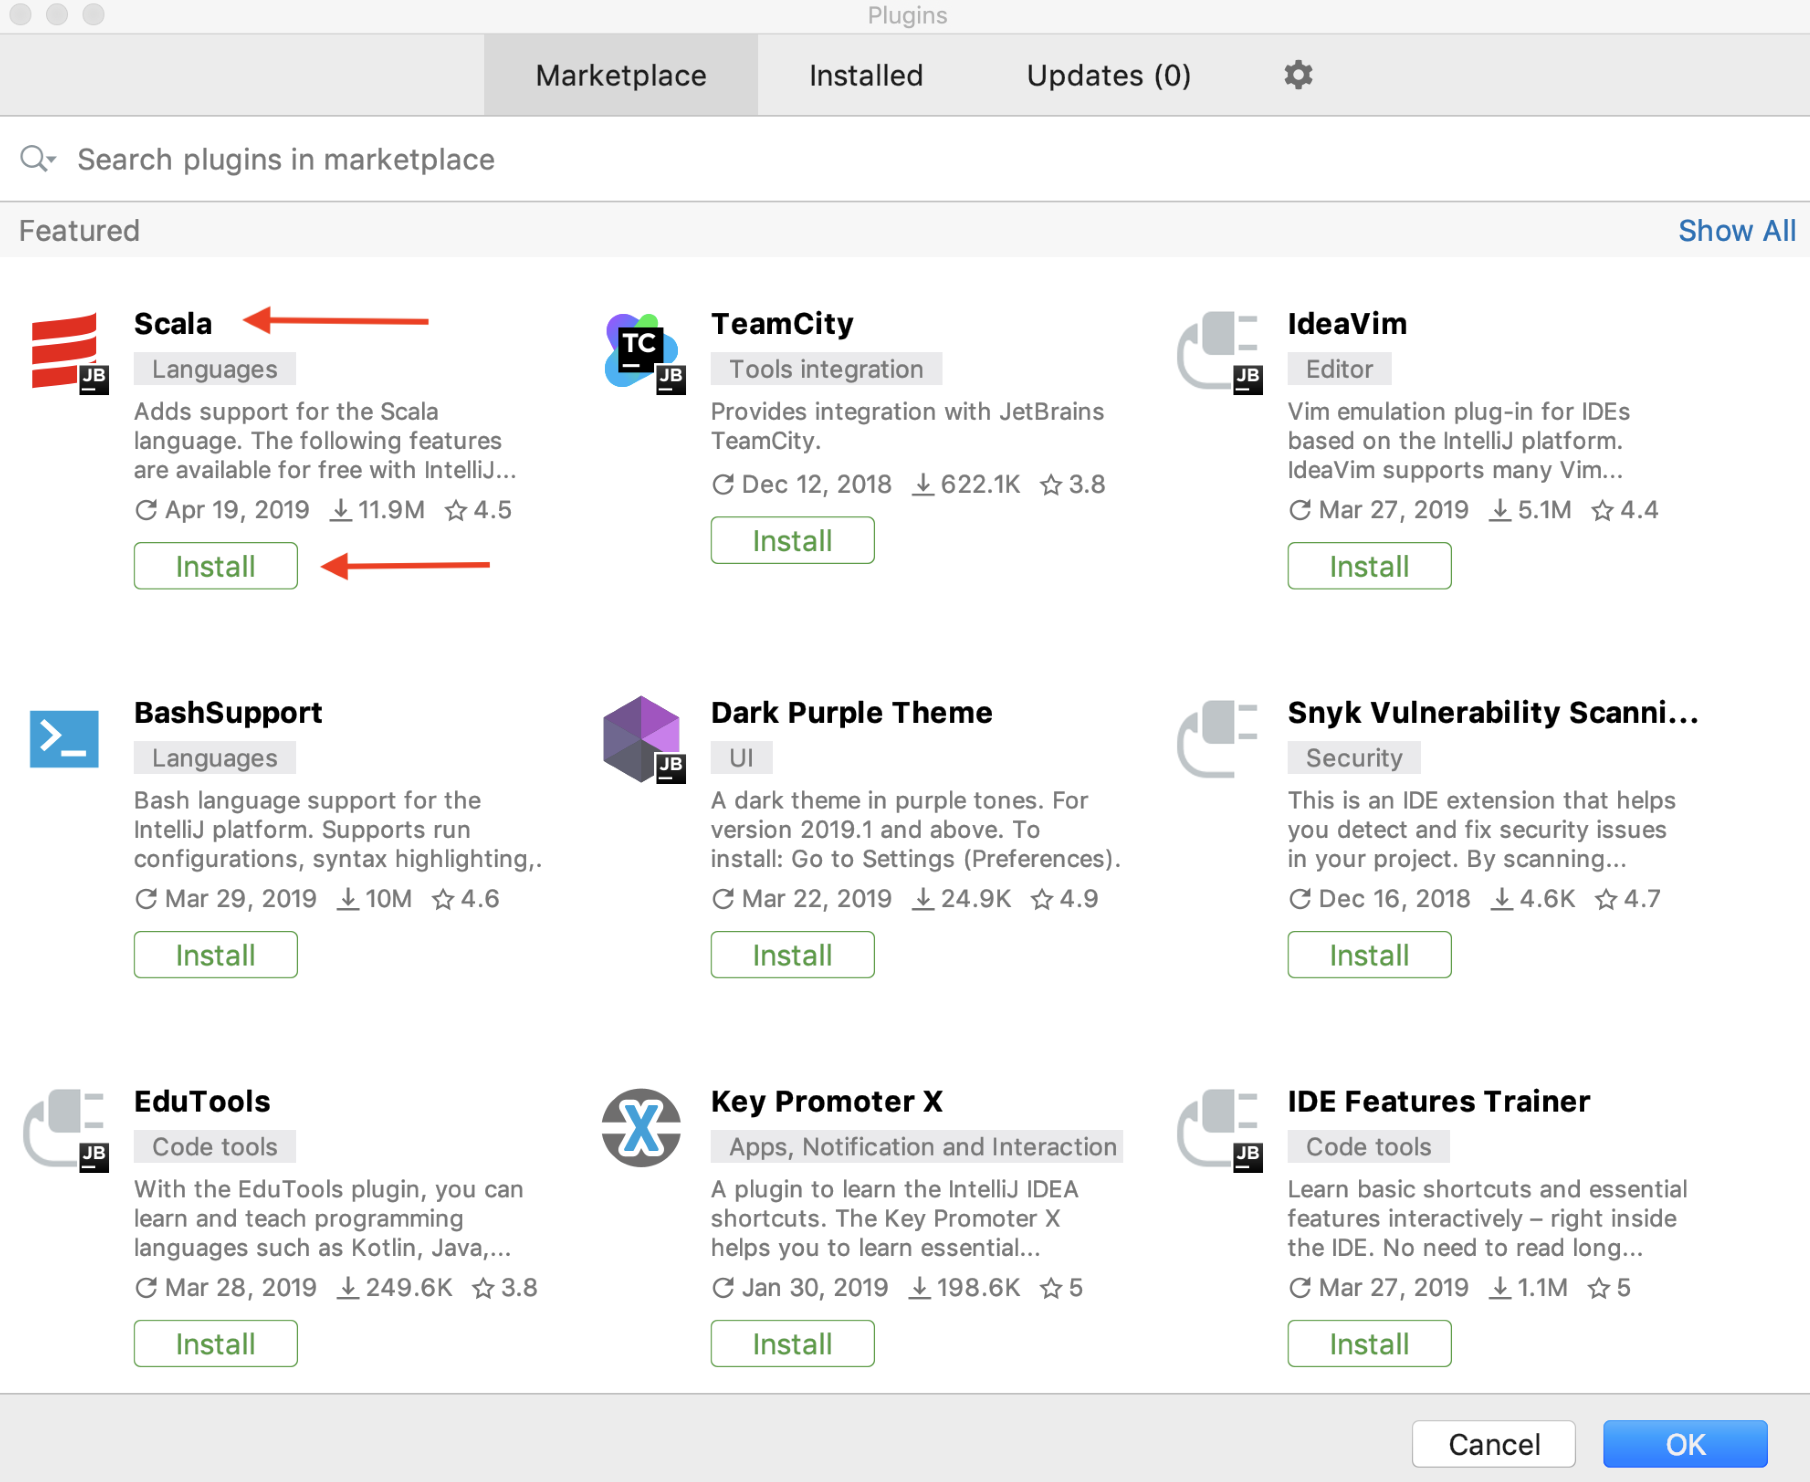 Plugins
Marketplace Installed Updates (0)
Search plugins in marketplace
Featured Show All
Scala
JB
Languages
Adds support for the Scala
language. The following features
are available for free with IntelliJ...
Apr 19, 2019 11.9M 4.5
Install
TeamCity
TC
JB
Tools integration
Provides integration with JetBrains
TeamCity.
Dec 12, 2018 622.1K 3.8
Install
IdeaVim
JB
Editor
Vim emulation plug-in for IDEs
based on the IntelliJ platform.
IdeaVim supports many Vim...
Mar 27, 2019 5.1M 4.4
Install
BashSupport
Languages
Bash language support for the
IntelliJ platform. Supports run
configurations, syntax highlighting,.
Mar 29, 2019 10M 4.6
Install
Dark Purple Theme
JB
UI
A dark theme in purple tones. For
version 2019.1 and above. To
install: Go to Settings (Preferences).
Mar 22, 2019 24.9K 4.9
Install
Snyk Vulnerability Scanni...
Security
This is an IDE extension that helps
you detect and fix security issues
in your project. By scanning...
Dec 16, 2018 4.6K 4.7
Install
EduTools
JB
Code tools
With the EduTools plugin, you can
learn and teach programming
languages such as Kotlin, Java,...
Mar 28, 2019 249.6K 3.8
Install
Key Promoter X
X
Apps, Notification and Interaction
A plugin to learn the IntelliJ IDEA
shortcuts. The Key Promoter X
helps you to learn essential...
Jan 30, 2019 198.6K 5
Install
IDE Features Trainer
JB
Code tools
Learn basic shortcuts and essential
features interactively – right inside
the IDE. No need to read long...
Mar 27, 2019 1.1M 5
Install
Cancel OK